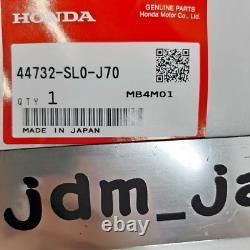 HONDA
GENUINE PARTS
Honda Motor Co., Ltd.
44732-SL0-J70
QTY 1
MB4M01
MADE IN JAPAN
jdm_ja